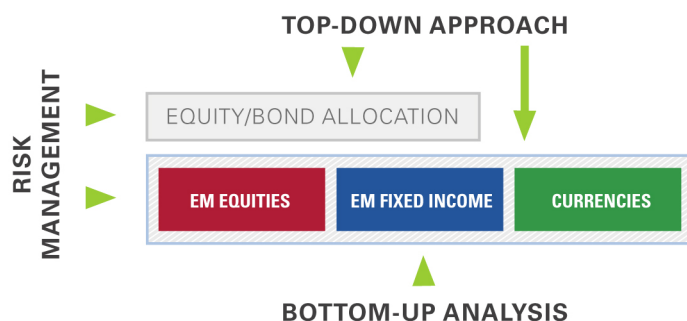 TOP-DOWN APPROACH
RISK
MANAGEMENT
EQUITY/BOND ALLOCATION
EM EQUITIES
EM FIXED INCOME
CURRENCIES
BOTTOM-UP ANALYSIS